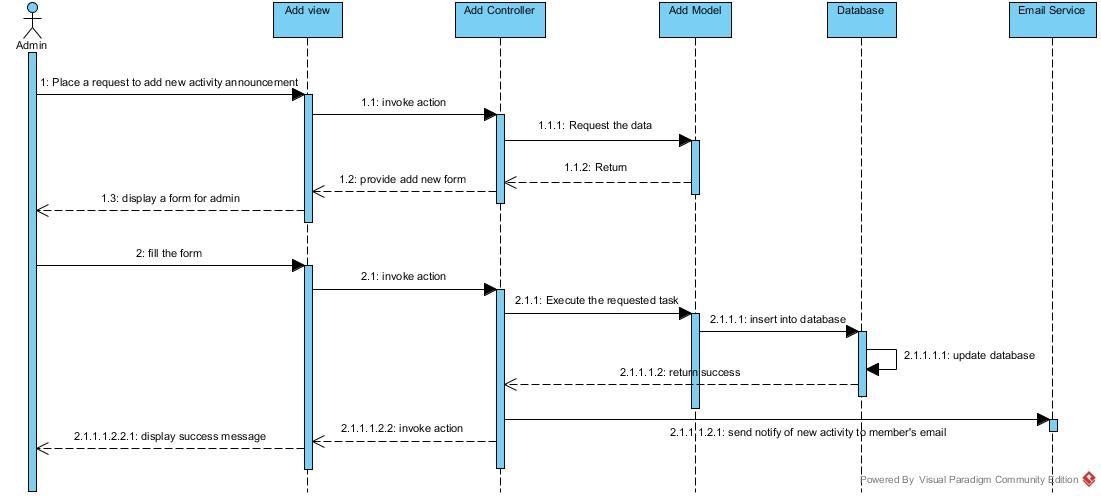 Admin
Add view
Add Controller
Add Model
Database
Email Service
1: Place a request to add new activity announcement
1.1: invoke action
1.1.1: Request the data
1.1.2: Return
1.2: provide add new form
1.3: display a form for admin
2: fill the form
2.1: invoke action
2.1.1: Execute the requested task
2.1.1.1: insert into database
2.1.1.1.1: update database
2.1.1.1.2: return success
2.1.1.1.2.1: send notify of new activity to member's email
2.1.1.1.2.2: invoke action
2.1.1.1.2.2.1: display success message
Powered By Visual Paradigm Community Edition